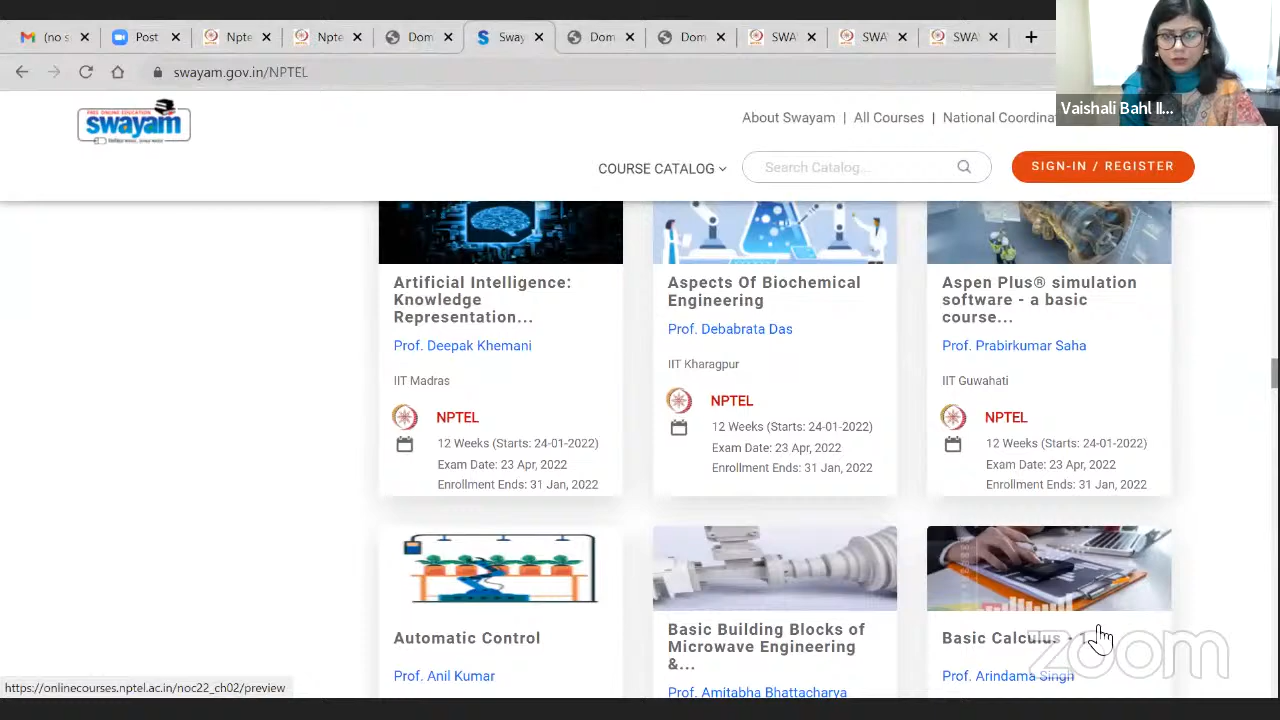 (no s
Post
Npte
Npte
Dom
Sway
Dom
Dom
SWA
SWA
SWA
swayam.gov.in/NPTEL
Vaishali Bahl II...
FREE ONLINE EDUCATION
swayam
About Swayam | All Courses | National Coordina
COURSE CATALOG
Search Catalog...
SIGN-IN / REGISTER
Artificial Intelligence:
Knowledge
Representation...
Prof. Deepak Khemani
IIT Madras
NPTEL
12 Weeks (Starts: 24-01-2022)
Exam Date: 23 Apr, 2022
Enrollment Ends: 31 Jan, 2022
Aspects Of Biochemical
Engineering
Prof. Debabrata Das
IIT Kharagpur
NPTEL
12 Weeks (Starts: 24-01-2022)
Exam Date: 23 Apr, 2022
Enrollment Ends: 31 Jan, 2022
Aspen Plus® simulation
software - a basic
course...
Prof. Prabirkumar Saha
IIT Guwahati
NPTEL
12 Weeks (Starts: 24-01-2022)
Exam Date: 23 Apr, 2022
Enrollment Ends: 31 Jan, 2022
Automatic Control
Prof. Anil Kumar
Basic Building Blocks of
Microwave Engineering
&...
Prof. Amitabha Bhattacharya
Basic Calculus - 1
Prof. Arindama Singh
zoom
https://onlinecourses.nptel.ac.in/noc22_ch02/preview